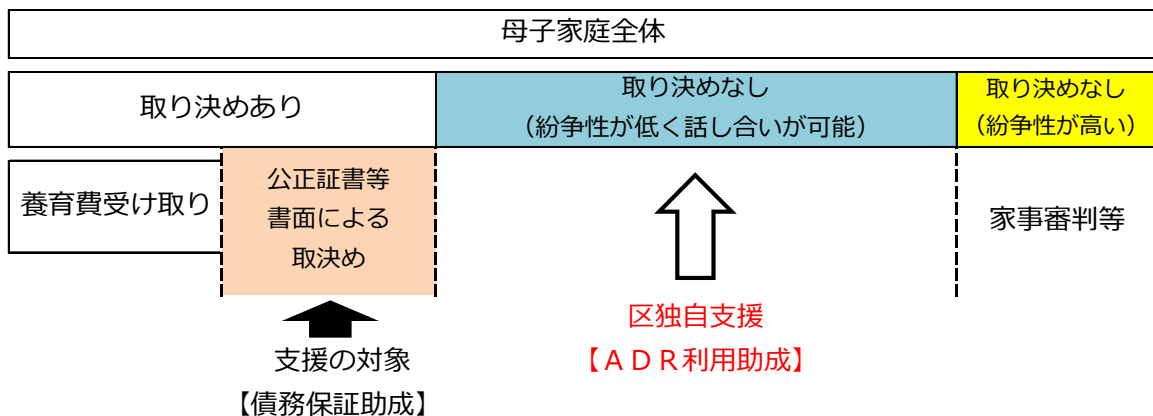 母子家庭全体
取り決めあり
取り決めなし
（紛争性が低く話し合いが可能）
取り決めなし
（紛争性が高い）
養育費受け取り
公正証書等
書面による
取決め
家事審判等
支援の対象
【債務保証助成】
区独自支援
【ＡＤＲ利用助成】